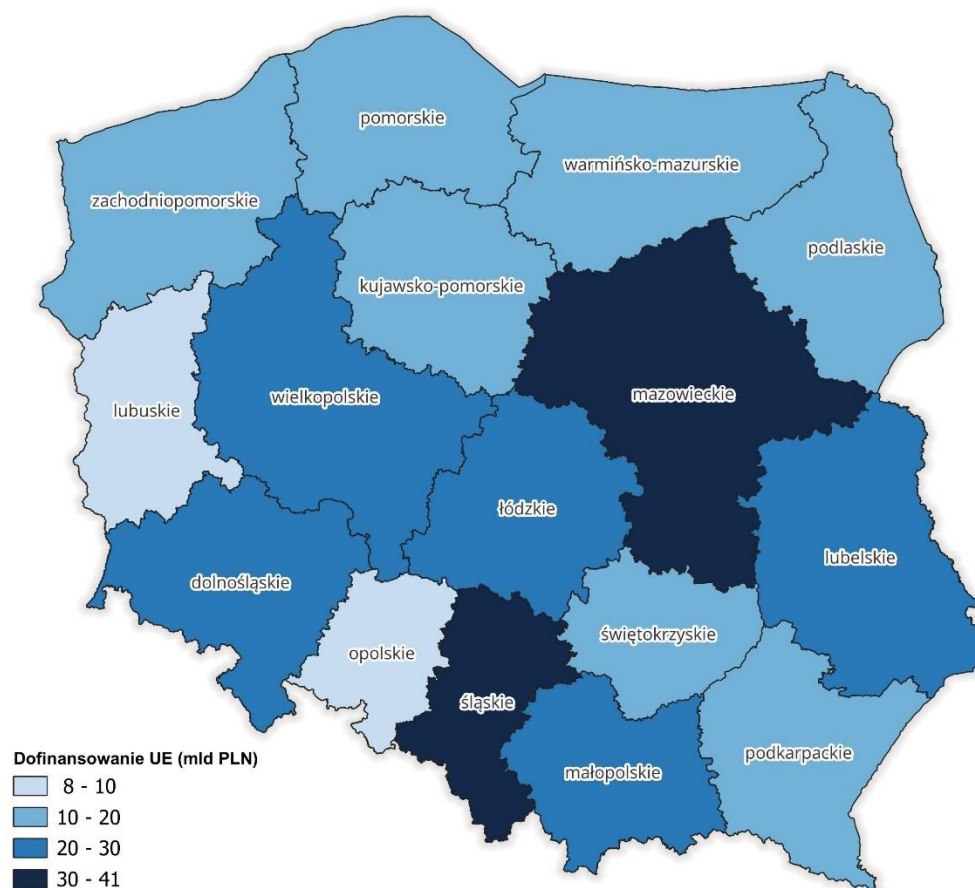 pomorskie
warmińsko-mazurskie
zachodniopomorskie
podlaskie
kujawsko-pomorskie
mazowieckie
wielkopolskie
lubuskie
łódzkie
lubelskie
dolnośląskie
świętokrzyskie
opolskie
śląskie
podkarpackie
małopolskie
Dofinansowanie UE (mld PLN)
8 - 10
10 - 20
20 - 30
30 - 41